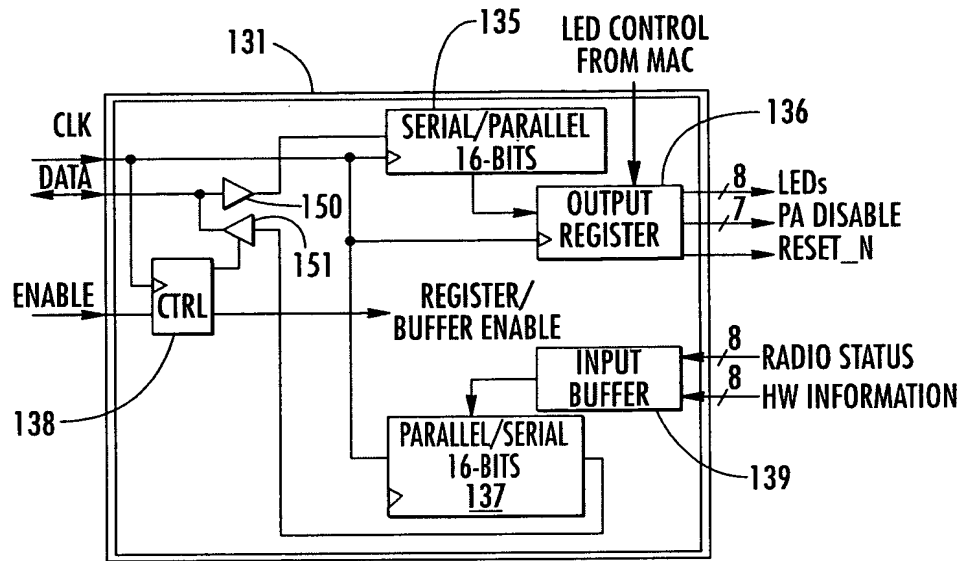 135
LED CONTROL
FROM MAC
131
136
CLK
SERIAL/PARALLEL
16-BITS
DATA
150
8
LEDs
OUTPUT
REGISTER
7
PA DISABLE
151
RESET_N
ENABLE
CTRL
REGISTER/
BUFFER ENABLE
138
INPUT
BUFFER
8
RADIO STATUS
8
HW INFORMATION
PARALLEL/SERIAL
16-BITS
137
139